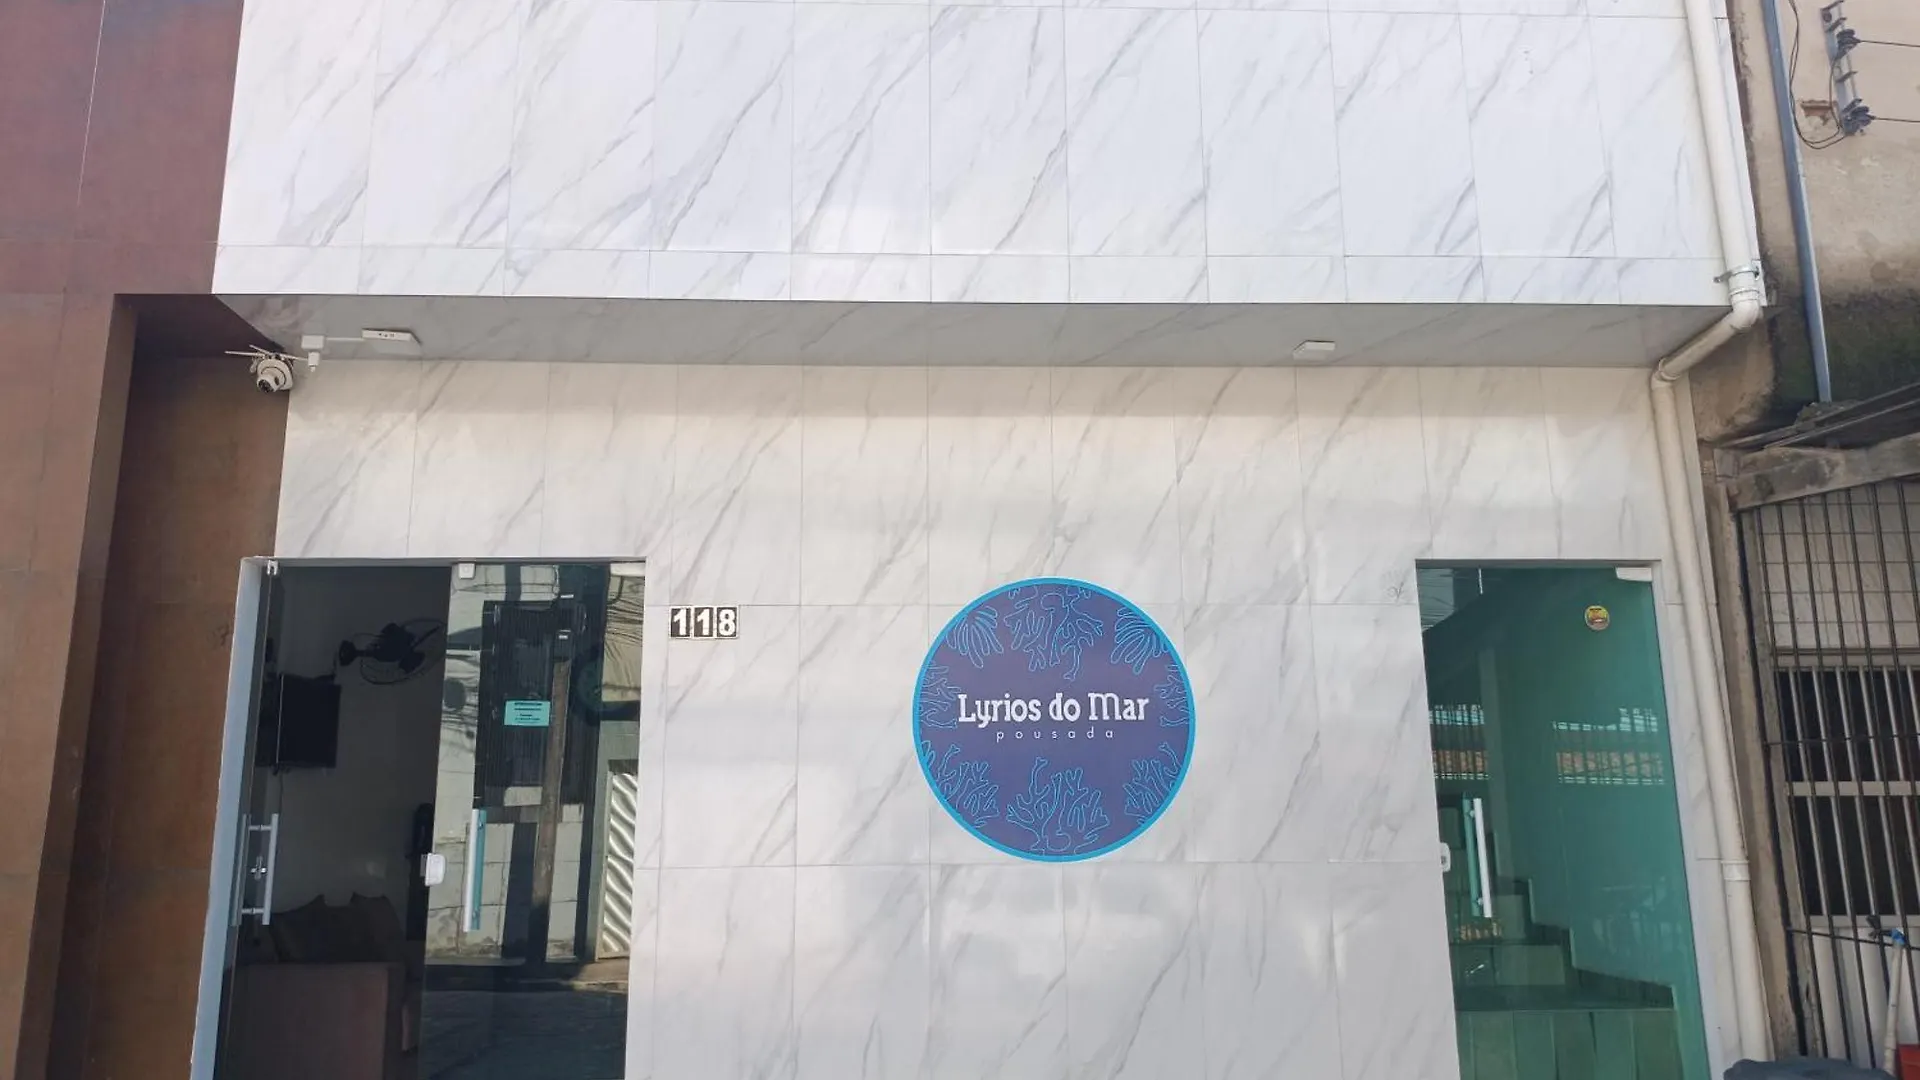 118
Lyrios do Mar
pousada